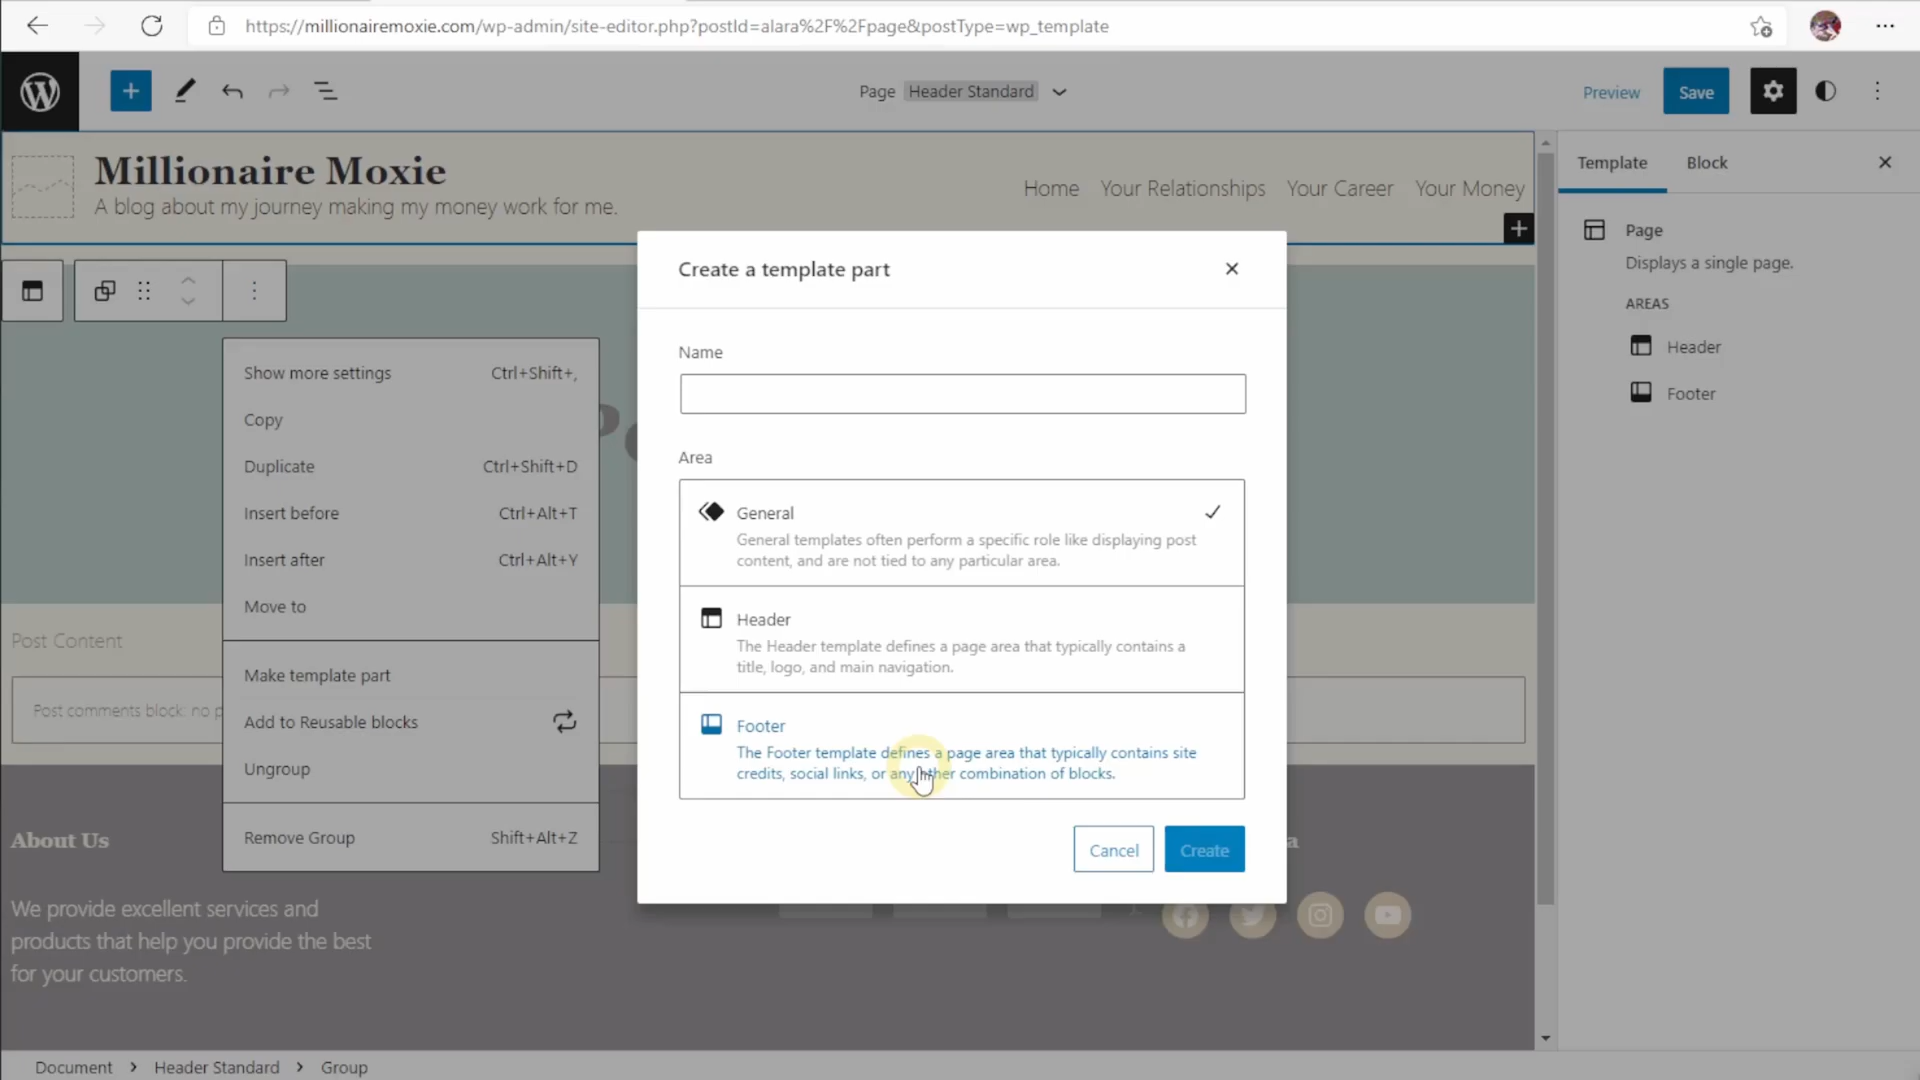 https://millionairemoxie.com/wp-admin/site-editor.php?postId=alara%2F%2Fpage&postType=wp_template
Page Header Standard
Preview
Save
Millionaire Moxie
A blog about my journey making my money work for me.
Home Your Relationships Your Career Your Money
Template Block
Page
Displays a single page.
AREAS
Header
Footer
Show more settings Ctrl+Shift+,
Copy
Duplicate Ctrl+Shift+D
Insert before Ctrl+Alt+T
Insert after Ctrl+Alt+Y
Move to
Make template part
Add to Reusable blocks
Ungroup
Remove Group Shift+Alt+Z
Create a template part
Name
Area
General
General templates often perform a specific role like displaying post
content, and are not tied to any particular area.
Header
The Header template defines a page area that typically contains a
title, logo, and main navigation.
Footer
The Footer template defines a page area that typically contains site
credits, social links, or any other combination of blocks.
Cancel Create
Post Content
Post comments block: no p
About Us
We provide excellent services and
products that help you provide the best
for your customers.
Document > Header Standard > Group